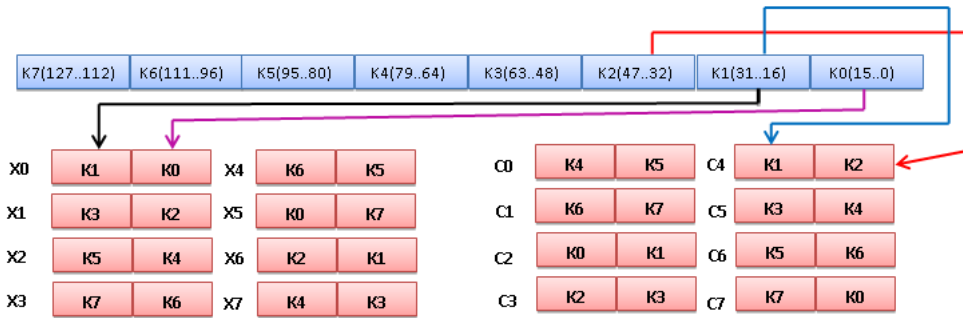 K7(127..112) K6(111..96) K5(95..80) K4(79..64) K3(63..48) K2(47..32) K1(31..16) K0(15..0)
X0 K1 K0 X4 K6 K5 C0 K4 K5 C4 K1 K2
X1 K3 K2 X5 K0 K7 C1 K6 K7 C5 K3 K4
X2 K5 K4 X6 K2 K1 C2 K0 K1 C6 K5 K6
X3 K7 K6 X7 K4 K3 C3 K2 K3 C7 K7 K0